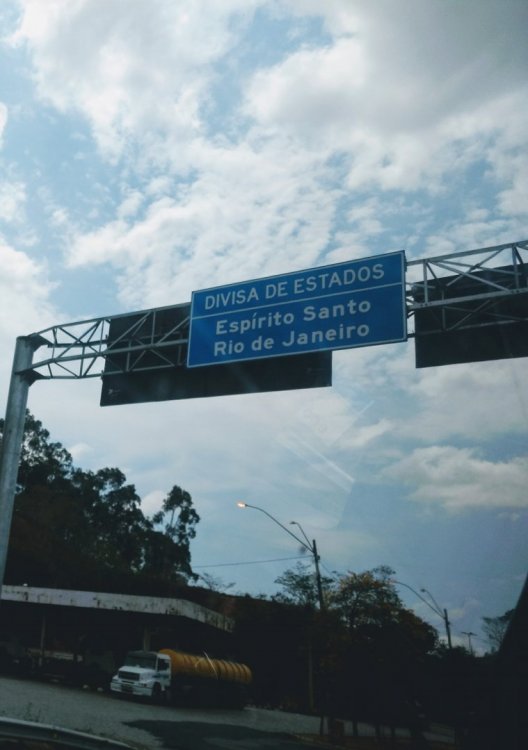 DIVISA DE ESTADOS
Espírito Santo
Rio de Janeiro